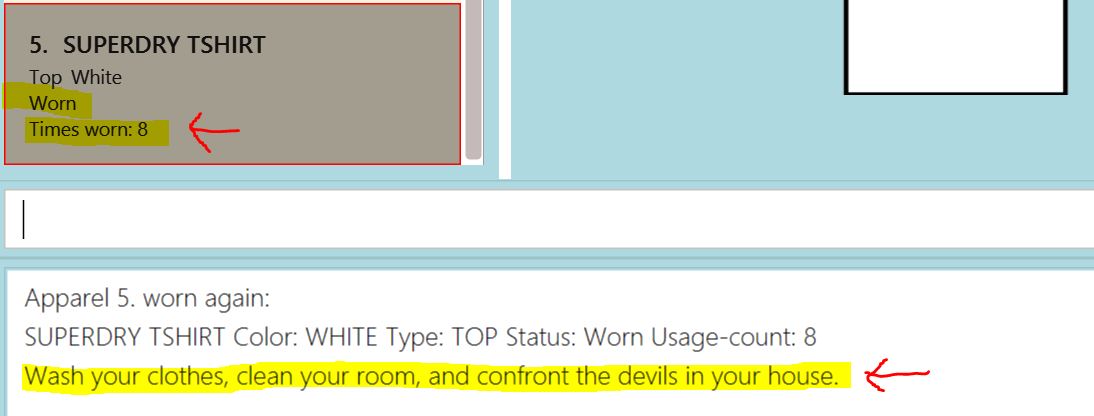 5. SUPERDRY TSHIRT
Top White
Worn
Times worn: 8
Apparel 5. worn again:
SUPERDRY TSHIRT Color: WHITE Type: TOP Status: Worn Usage-count: 8
Wash your clothes, clean your room, and confront the devils in your house.